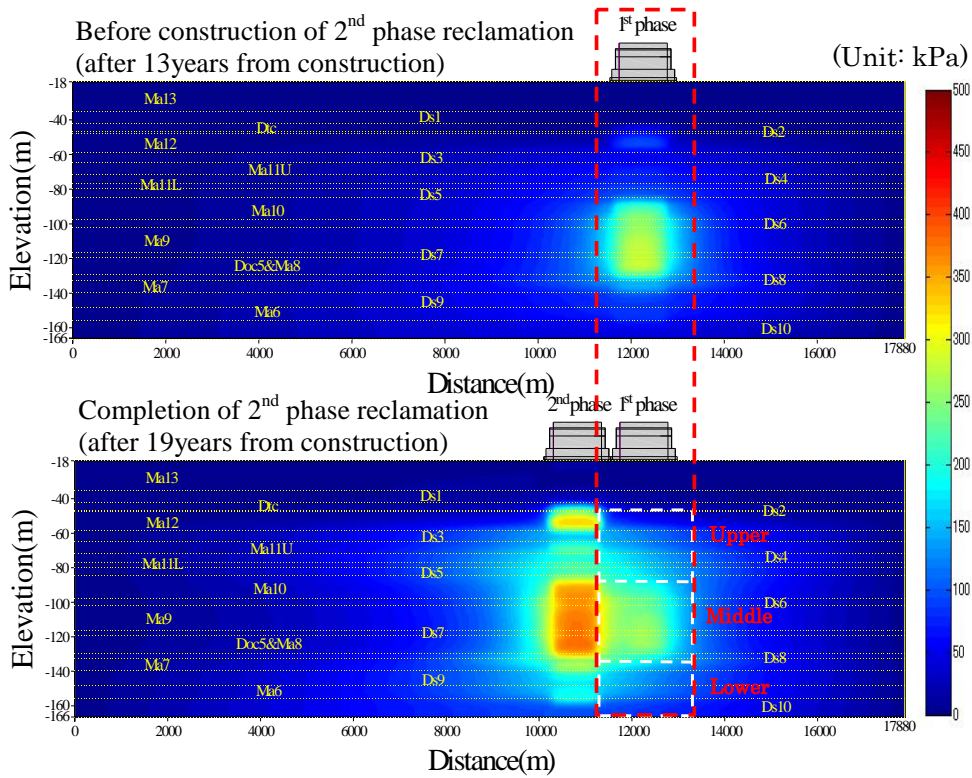 Before construction of 2nd phase reclamation
(after 13years from construction)
1st phase
(Unit: kPa)
Elevation(m)
-18
-40
-60
-80
-100
-120
-140
-160
-166
Ma13
Ds1
Dtc
Ds2
Ma12
Ds3
Ma11U
Ds4
Ma11L
Ds5
Ma10
Ds6
Ma9
Ds7
Doc5&Ma8
Ds8
Ma7
Ds9
Ma6
Ds10
0 2000 4000 6000 8000 10000 12000 14000 16000 17880
Distance(m)
500
450
400
350
300
250
200
150
100
50
0
Completion of 2nd phase reclamation
(after 19years from construction)
2nd phase 1st phase
Elevation(m)
-18
-40
-60
-80
-100
-120
-140
-160
-166
Ma13
Ds1
Dtc
Ds2
Ma12
Ds3
Upper
Ma11U
Ds4
Ma11L
Ds5
Ma10
Ds6
Ma9
Middle
Ds7
Doc5&Ma8
Ds8
Ma7
Ds9
Lower
Ma6
Ds10
0 2000 4000 6000 8000 10000 12000 14000 16000 17880
Distance(m)